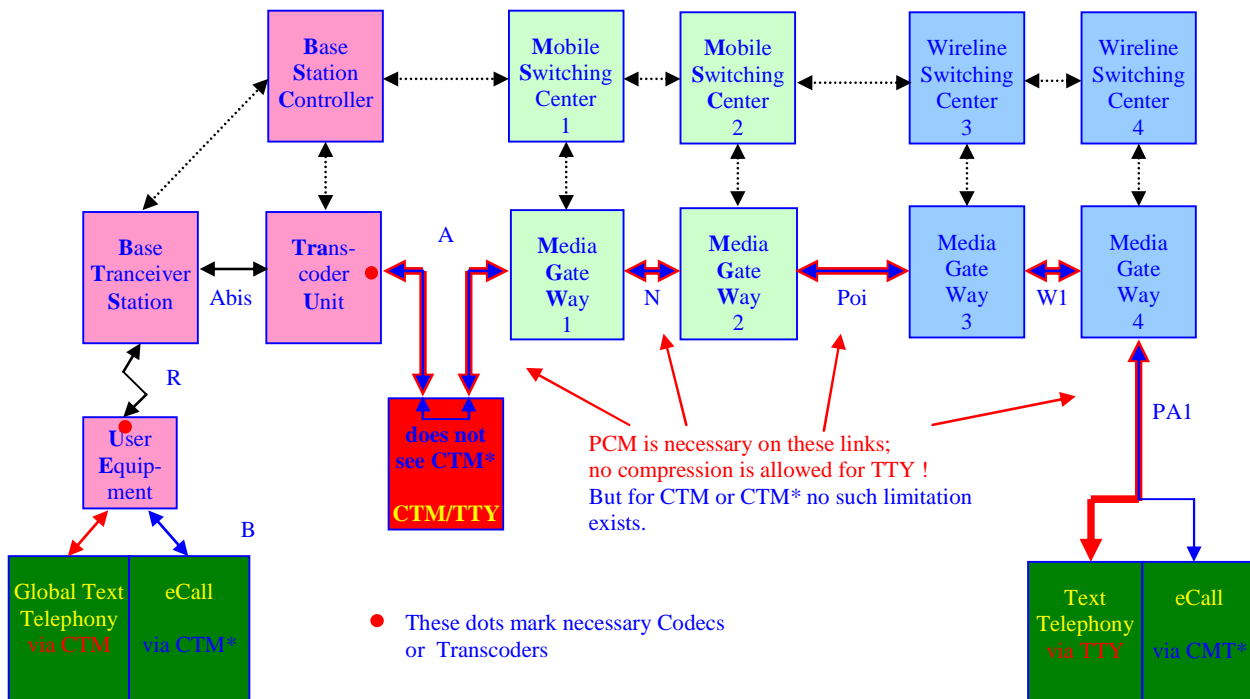 Base
Station
Controller
Mobile
Switching
Center
1
Mobile
Switching
Center
2
Wireline
Switching
Center
3
Wireline
Switching
Center
4
Base
Tranceiver
Station
Abis
Trans-
coder
Unit
A
Media
Gate
Way
1
N
Media
Gate
Way
2
Poi
Media
Gate
Way
3
W1
Media
Gate
Way
4
R
User
Equip-
ment
B
does not
see CTM*
CTM/TTY
PCM is necessary on these links;
no compression is allowed for TTY !
But for CTM or CTM* no such limitation
exists.
PA1
Global Text
Telephony
via CTM
eCall
via CTM*
These dots mark necessary Codecs
or Transcoders
Text
Telephony
via TTY
eCall
via CMT*